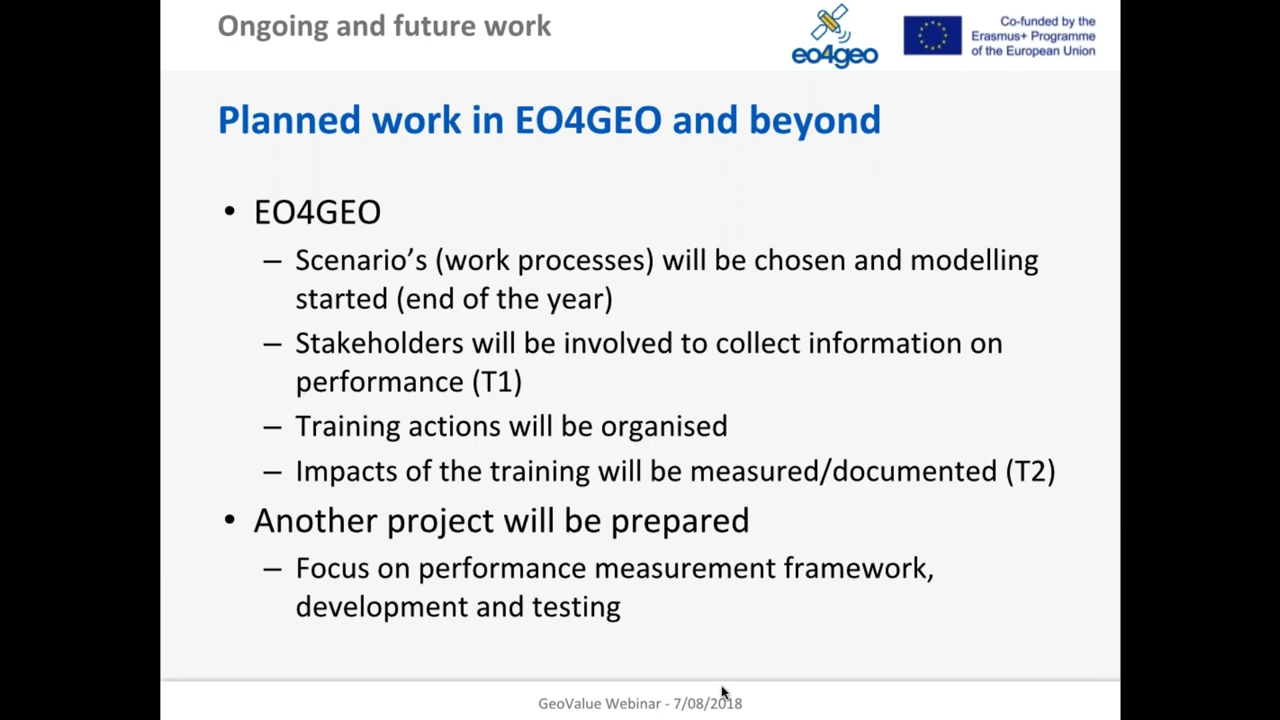 Ongoing and future work
eo4geo
Co-funded by the
Erasmus+ Programme
of the European Union
Planned work in EO4GEO and beyond
• EO4GEO
– Scenario’s (work processes) will be chosen and modelling
started (end of the year)
– Stakeholders will be involved to collect information on
performance (T1)
– Training actions will be organised
– Impacts of the training will be measured/documented (T2)
• Another project will be prepared
– Focus on performance measurement framework,
development and testing
GeoValue Webinar - 7/08/2018